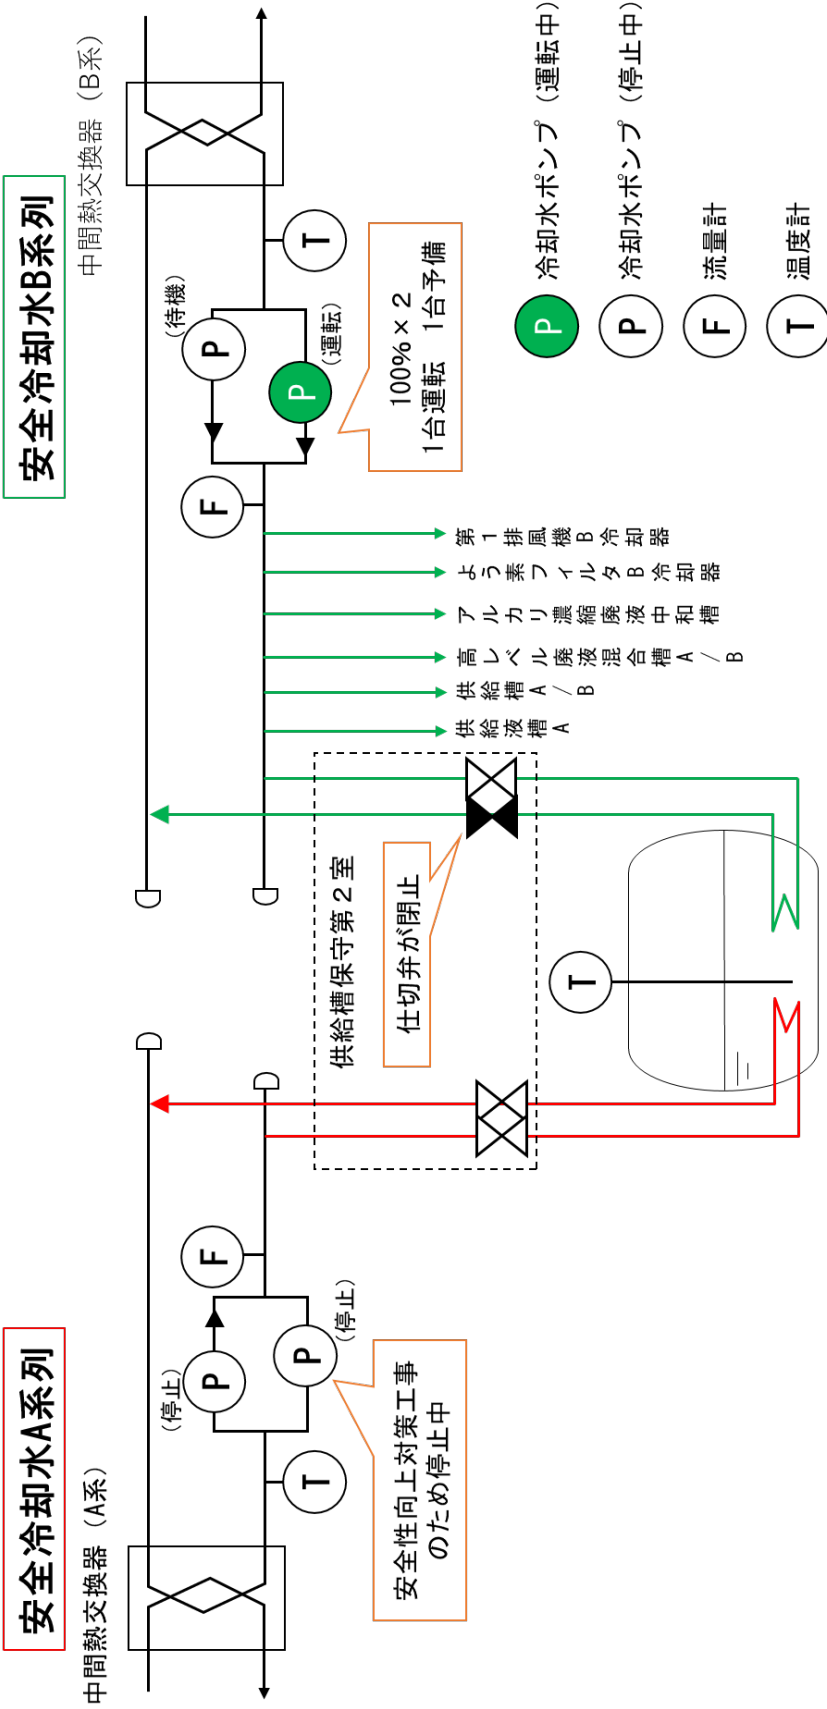 安全冷却水A系列
中間熱交換器（A系）
T
P
（停止）
P
（停止）
F
安全性向上対策工事
のため停止中
供給槽保守第２室
仕切弁が閉止
T
安全冷却水B系列
中間熱交換器（B系）
F
P
（待機）
P
（運転）
T
100%×２
１台運転　１台予備
供給液槽A
供給槽A／B
高レベル廃液混合槽A／B
アルカリ濃縮廃液中和槽
よう素フィルタB冷却器
第１排風機B冷却器
P 冷却水ポンプ（運転中）
P 冷却水ポンプ（停止中）
F 流量計
T 温度計